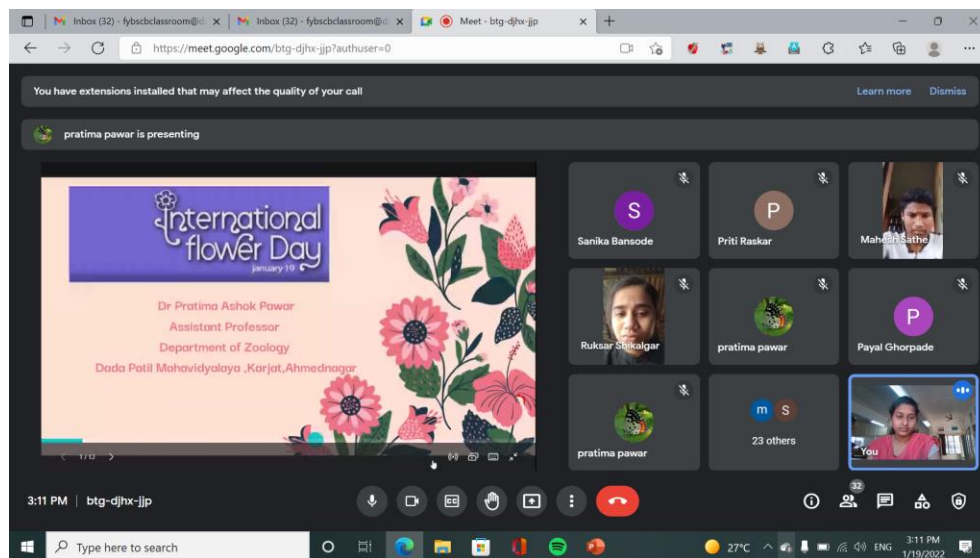 Inbox (32) - fybscbclassroom@d
Inbox (32) - fybscbclassroom@d
Meet - btg-djhx-jjp
https://meet.google.com/btg-djhx-jjp?authuser=0
You have extensions installed that may affect the quality of your call
Learn more
Dismiss
pratima pawar is presenting
international
flower Day
january 19
Dr Pratima Ashok Pawar
Assistant Professor
Department of Zoology
Dada Patil Mahavidyalaya ,Karjat,Ahmednagar
1/12
S
Sanika Bansode
P
Priti Raskar
Mahesh Sathe
Ruksar Shikalgar
pratima pawar
P
Payal Ghorpade
pratima pawar
m S
23 others
You
3:11 PM | btg-djhx-jjp
CC
32
Type here to search
27°C
ENG
3:11 PM
1/19/2022